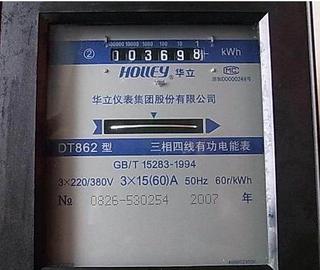 ② 10000 1000 100 10 1
003698 kWh
HOLLEY 华立 MC
华立仪表集团股份有限公司
DT862 型 三相四线有功电能表
GB/T 15283-1994
3×220/380V 3×15(60)A 50Hz 60r/kWh
№ 0826-580254 2007 年